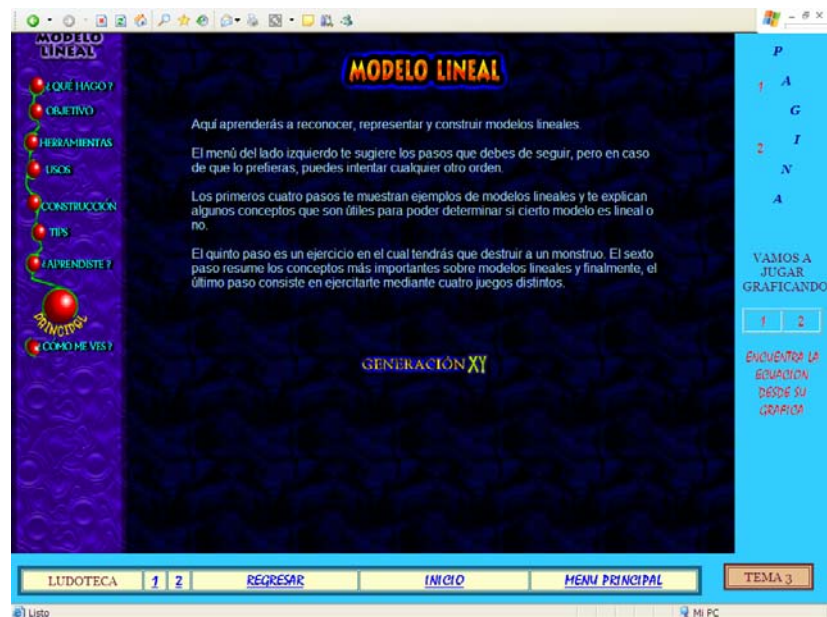 MODELO
LINEAL
¿QUÉ HAGO?
OBJETIVO
HERRAMIENTAS
USOS
CONSTRUCCIÓN
TIPS
¿APRENDISTE?
PRINCIPAL
¿CÓMO ME VES?
MODELO LINEAL
Aquí aprenderás a reconocer, representar y construir modelos lineales.
El menú del lado izquierdo te sugiere los pasos que debes de seguir, pero en caso
de que lo prefieras, puedes intentar cualquier otro orden.
Los primeros cuatro pasos te muestran ejemplos de modelos lineales y te explican
algunos conceptos que son útiles para poder determinar si cierto modelo es lineal o
no.
El quinto paso es un ejercicio en el cual tendrás que destruir a un monstruo. El sexto
paso resume los conceptos más importantes sobre modelos lineales y finalmente, el
último paso consiste en ejercitarte mediante cuatro juegos distintos.
GENERACIÓN XY
PAGINA
1
2
VAMOS A
JUGAR
GRAFICANDO
1 2
ENCUENTRA LA
ECUACION
DESDE SU
GRAFICA
LUDOTECA 1 2 REGRESAR INICIO MENU PRINCIPAL TEMA 3
Listo Mi PC